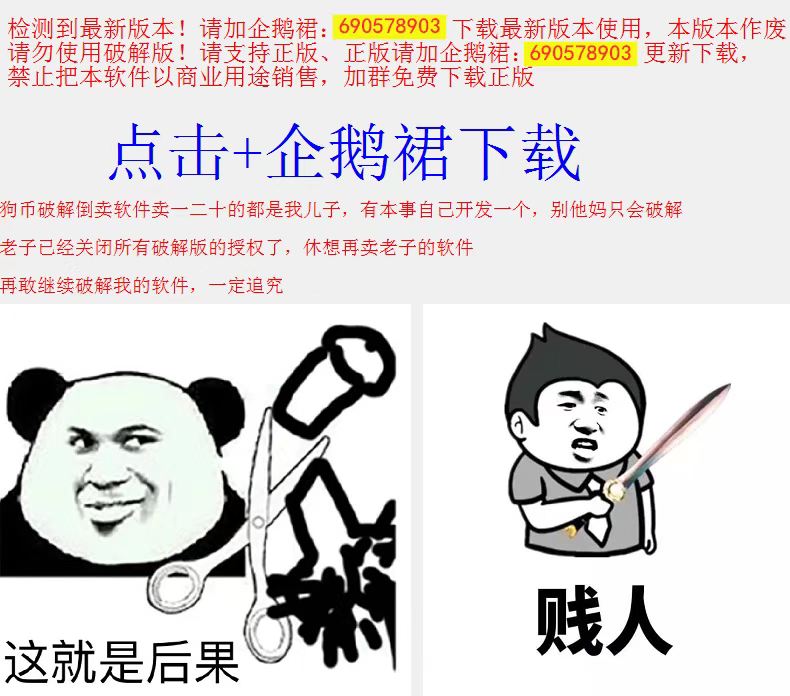 检测到最新版本！请加企鹅裙：690578903 下载最新版本使用，本版本作废
请勿使用破解版！请支持正版、正版请加企鹅裙：690578903 更新下载，
禁止把本软件以商业用途销售，加群免费下载正版
点击+企鹅裙下载
狗币破解倒卖软件卖一二十的都是我儿子，有本事自己开发一个，别他妈只会破解
老子已经关闭所有破解版的授权了，休想再卖老子的软件
再敢继续破解我的软件，一定追究
这就是后果
贱人